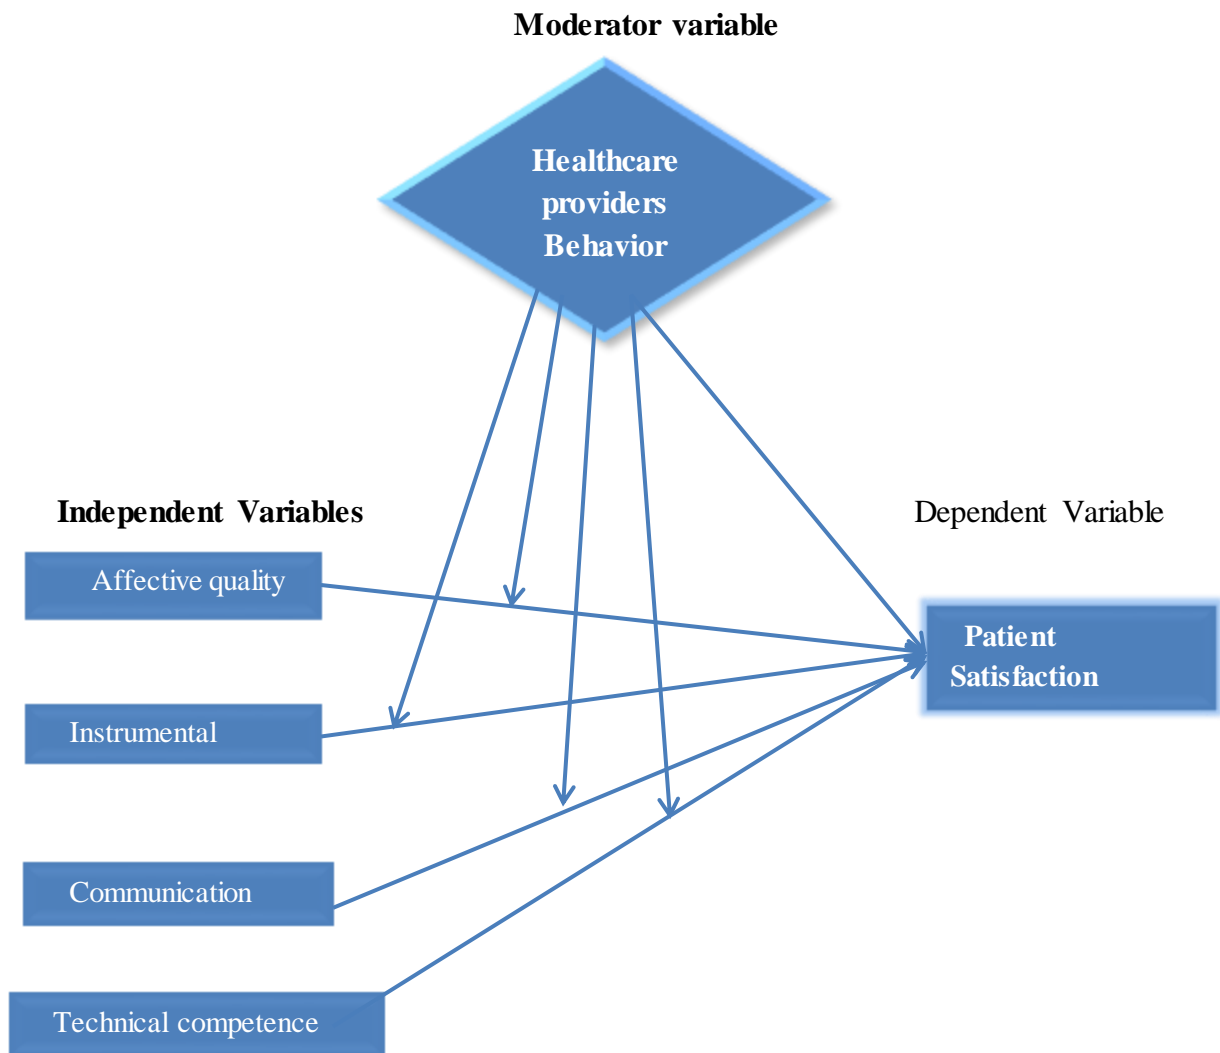 Moderator variable
Healthcare
providers
Behavior
Independent Variables
Dependent Variable
Affective quality
Patient
Satisfaction
Instrumental
Communication
Technical competence